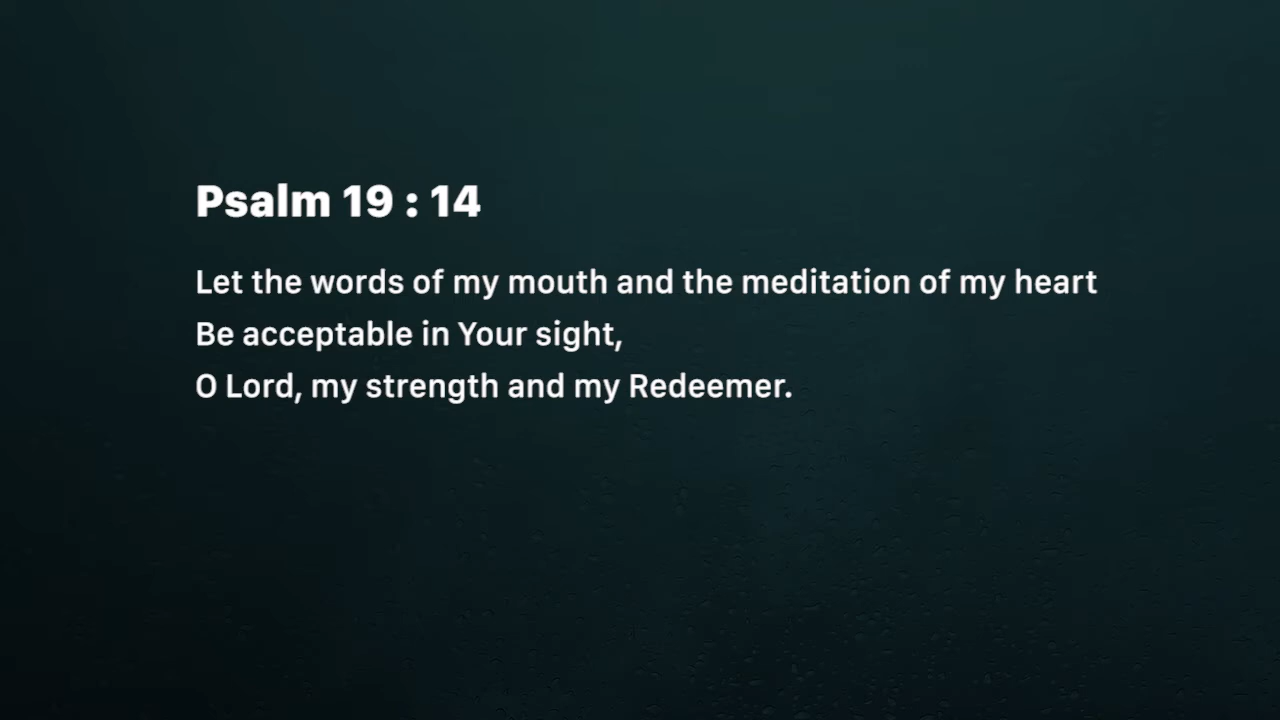 Psalm 19 : 14
Let the words of my mouth and the meditation of my heart
Be acceptable in Your sight,
O Lord, my strength and my Redeemer.